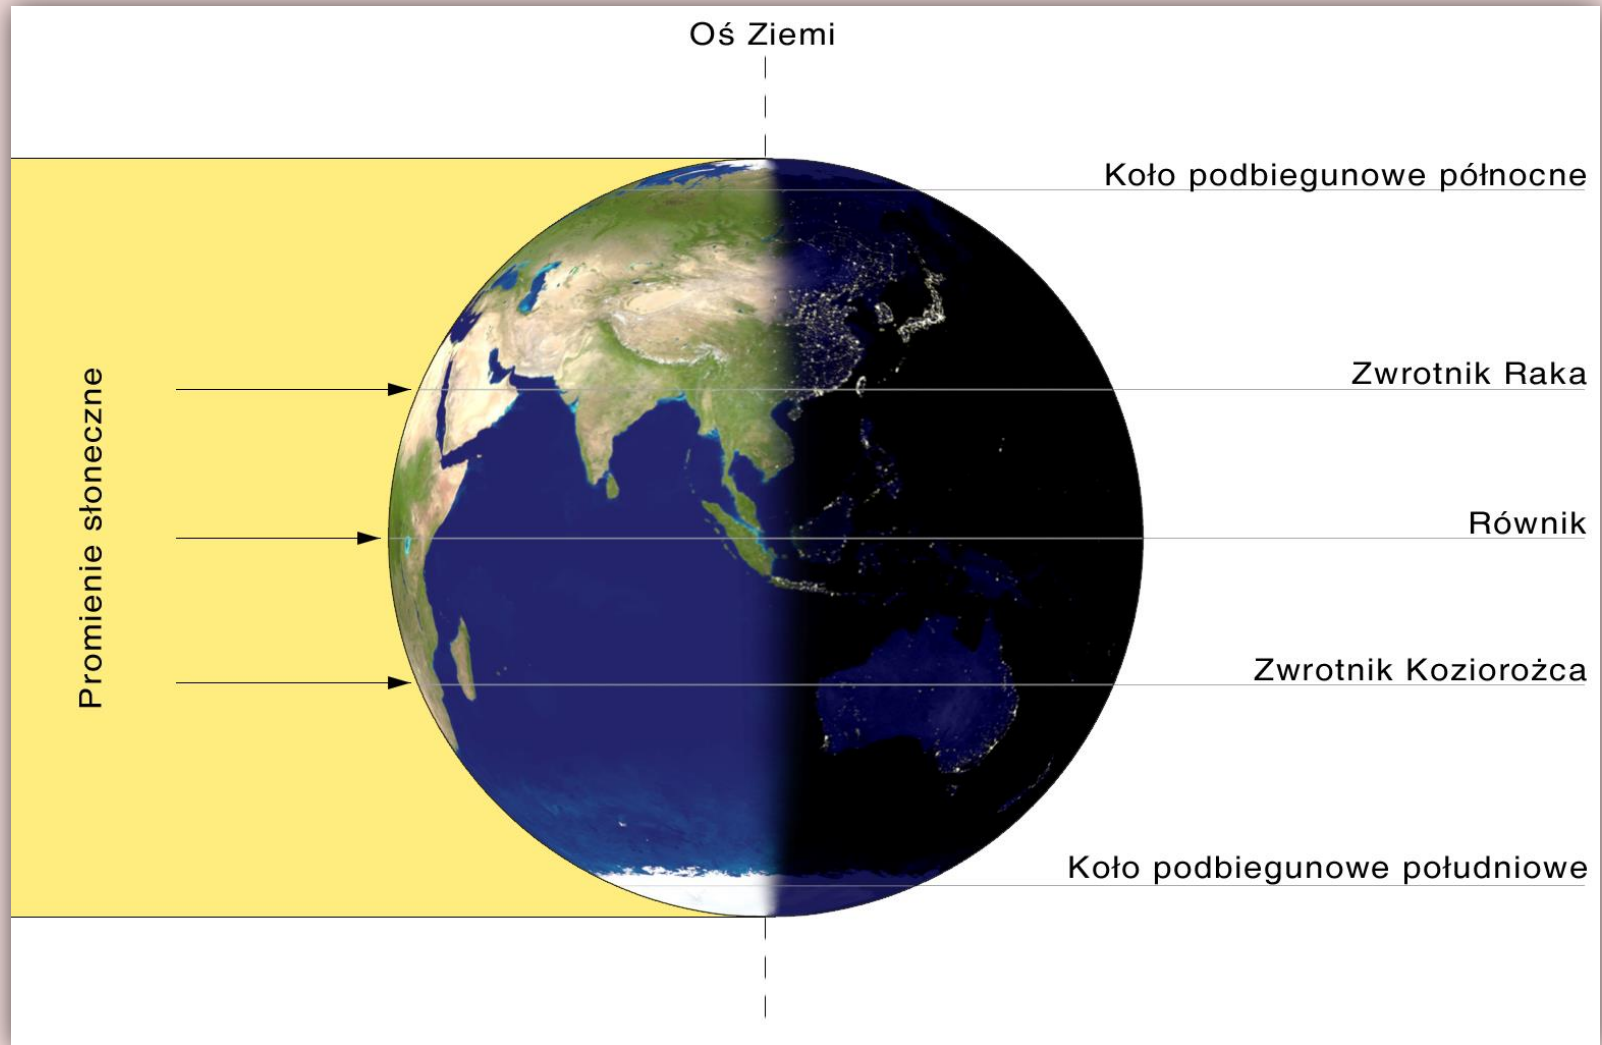 Oś Ziemi
Koło podbiegunowe północne
Zwrotnik Raka
Promienie słoneczne
Równik
Zwrotnik Koziorożca
Koło podbiegunowe południowe